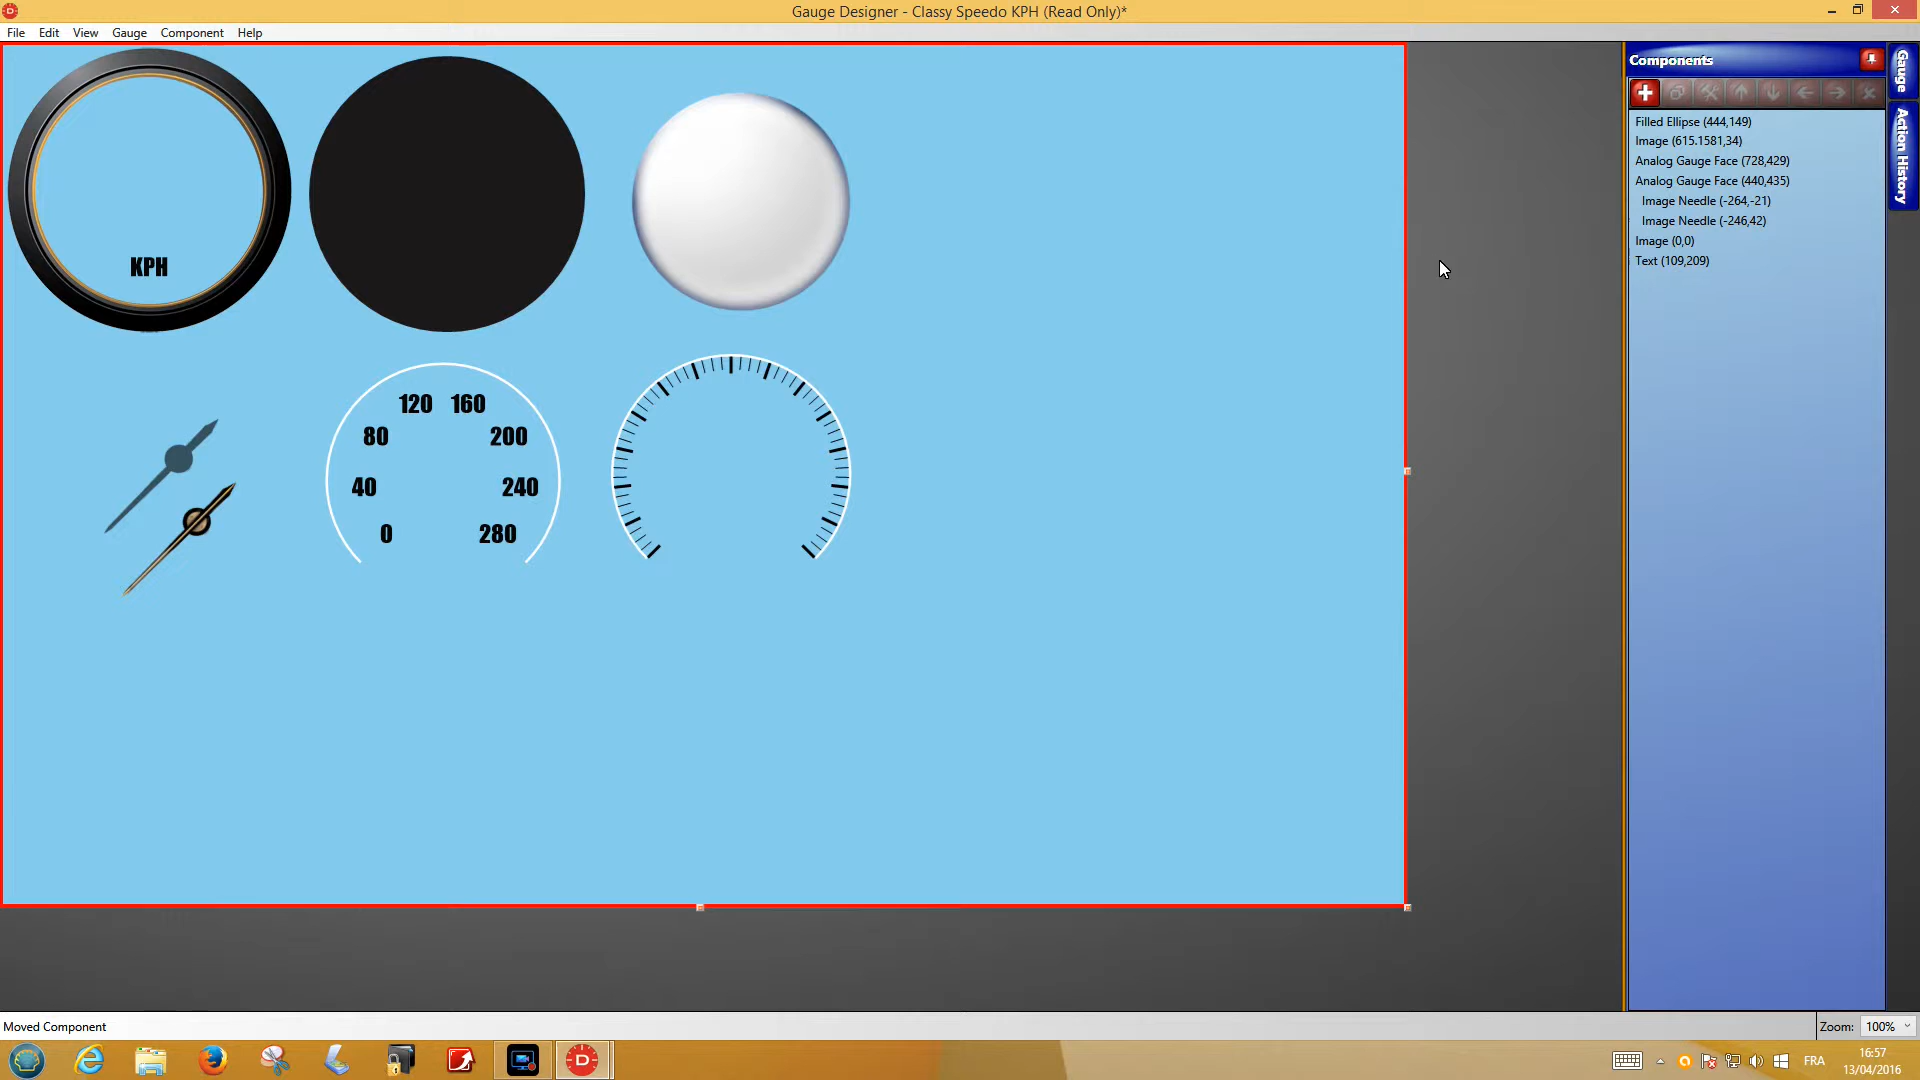 Gauge Designer - Classy Speedo KPH (Read Only)*
File Edit View Gauge Component Help
Components
Gauge
Action History
Filled Ellipse (444,149)
Image (615.1581,34)
Analog Gauge Face (728,429)
Analog Gauge Face (440,435)
Image Needle (-264,-21)
Image Needle (-246,42)
Image (0,0)
Text (109,209)
KPH
120 160
80 200
40 240
0 280
Moved Component
Zoom: 100%
D
FRA
16:57
13/04/2016